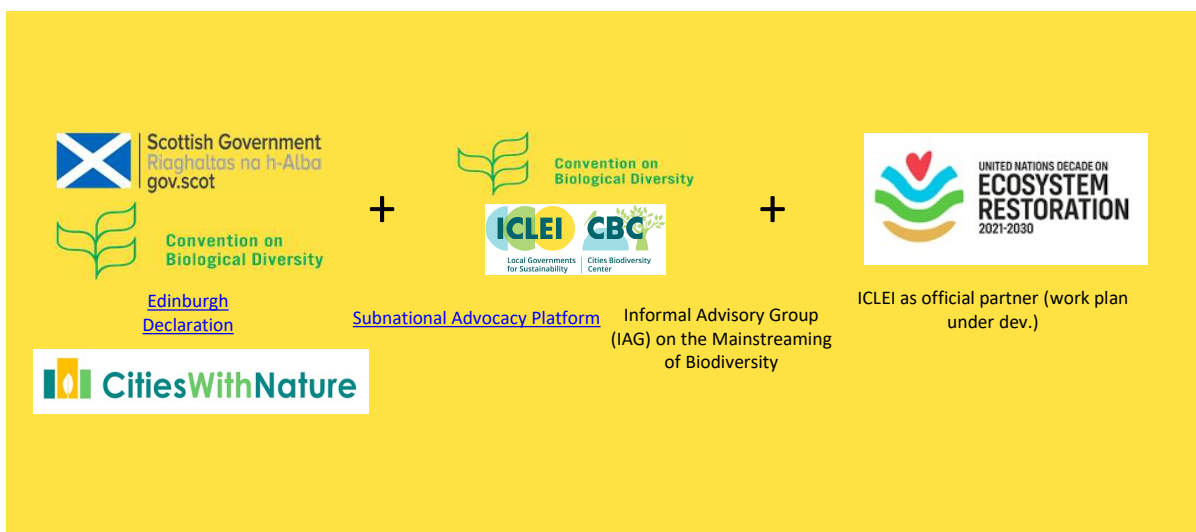 Scottish Government
Riaghaltas na h-Alba
gov.scot
Convention on
Biological Diversity
Edinburgh
Declaration
CitiesWithNature
+
Convention on
Biological Diversity
ICLEI CBC
Local Governments
for Sustainability
Cities Biodiversity
Center
Subnational Advocacy Platform
Informal Advisory Group
(IAG) on the Mainstreaming
of Biodiversity
+
UNITED NATIONS DECADE ON
ECOSYSTEM
RESTORATION
2021-2030
ICLEI as official partner (work plan
under dev.)